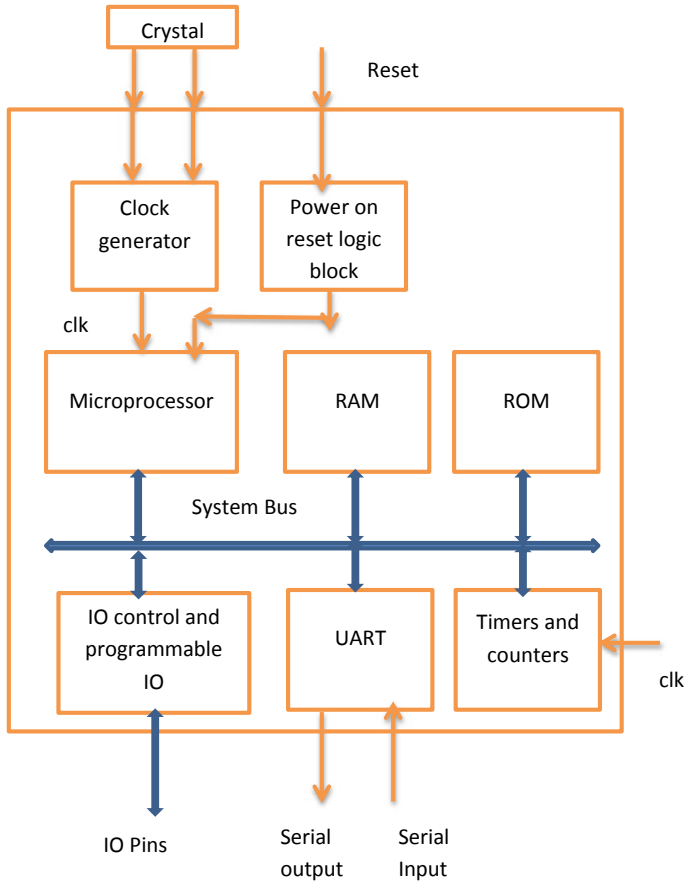 Crystal
Reset
Clock
generator
Power on
reset logic
block
clk
Microprocessor
RAM
ROM
System Bus
IO control and
programmable
IO
UART
Timers and
counters
clk
IO Pins
Serial
output
Serial
Input